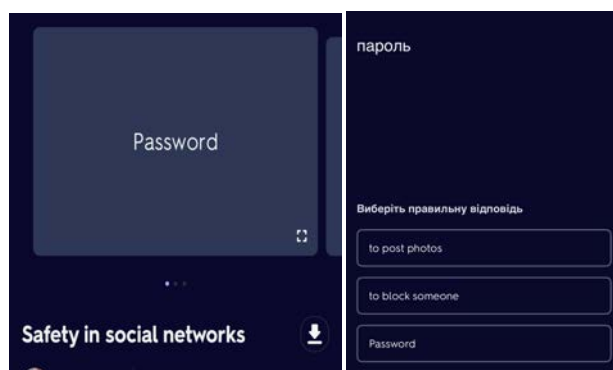 Password
Safety in social networks
пароль
Виберіть правильну відповідь
to post photos
to block someone
Password